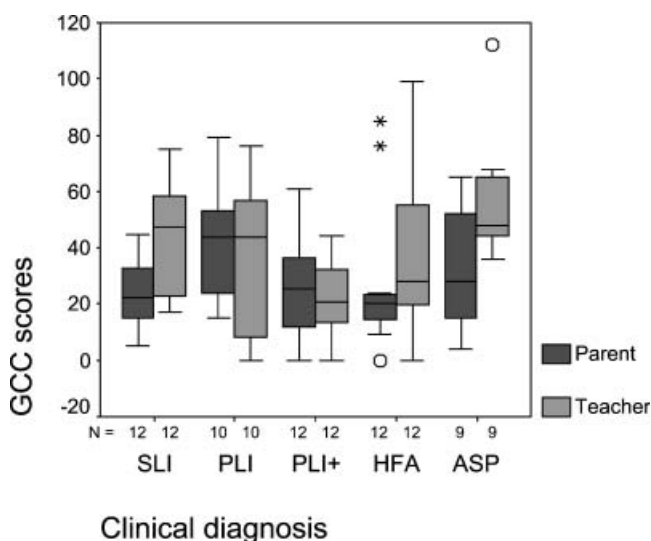 120
100
80
60
40
20
0
-20
GCC scores
N = 12 12 10 10 12 12 12 12 9 9
SLI PLI PLI+ HFA ASP
Clinical diagnosis
Parent
Teacher